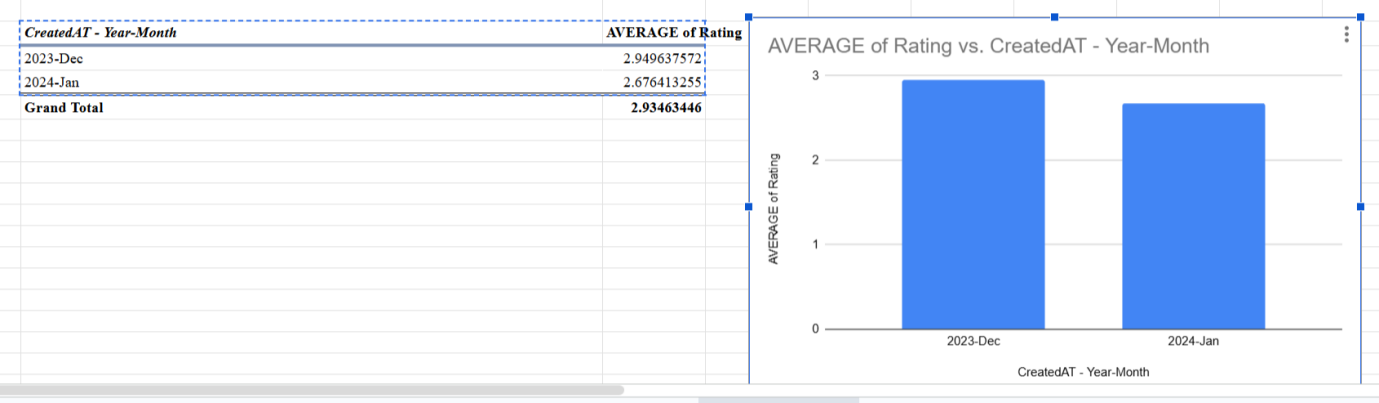 CreatedAT - Year-Month AVERAGE of Rating
2023-Dec 2.949637572
2024-Jan 2.676413255
Grand Total 2.93463446
AVERAGE of Rating vs. CreatedAT - Year-Month
3
2
1
0
AVERAGE of Rating
2023-Dec 2024-Jan
CreatedAT - Year-Month